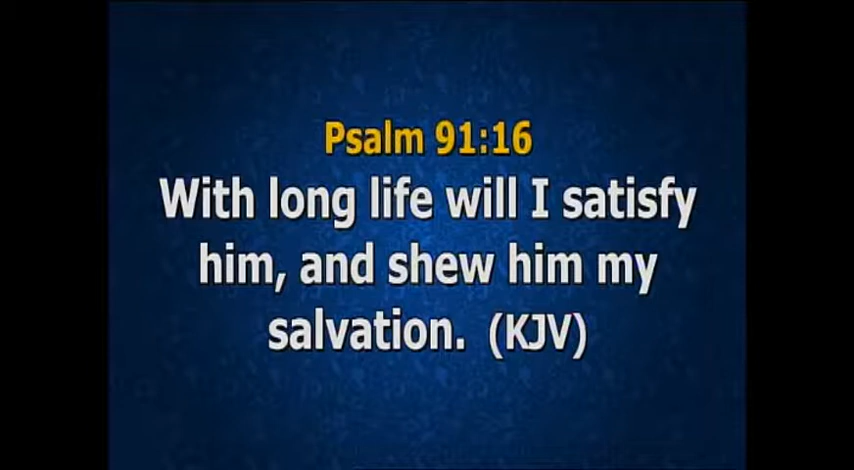 Psalm 91:16
With long life will I satisfy
him, and shew him my
salvation. (KJV)